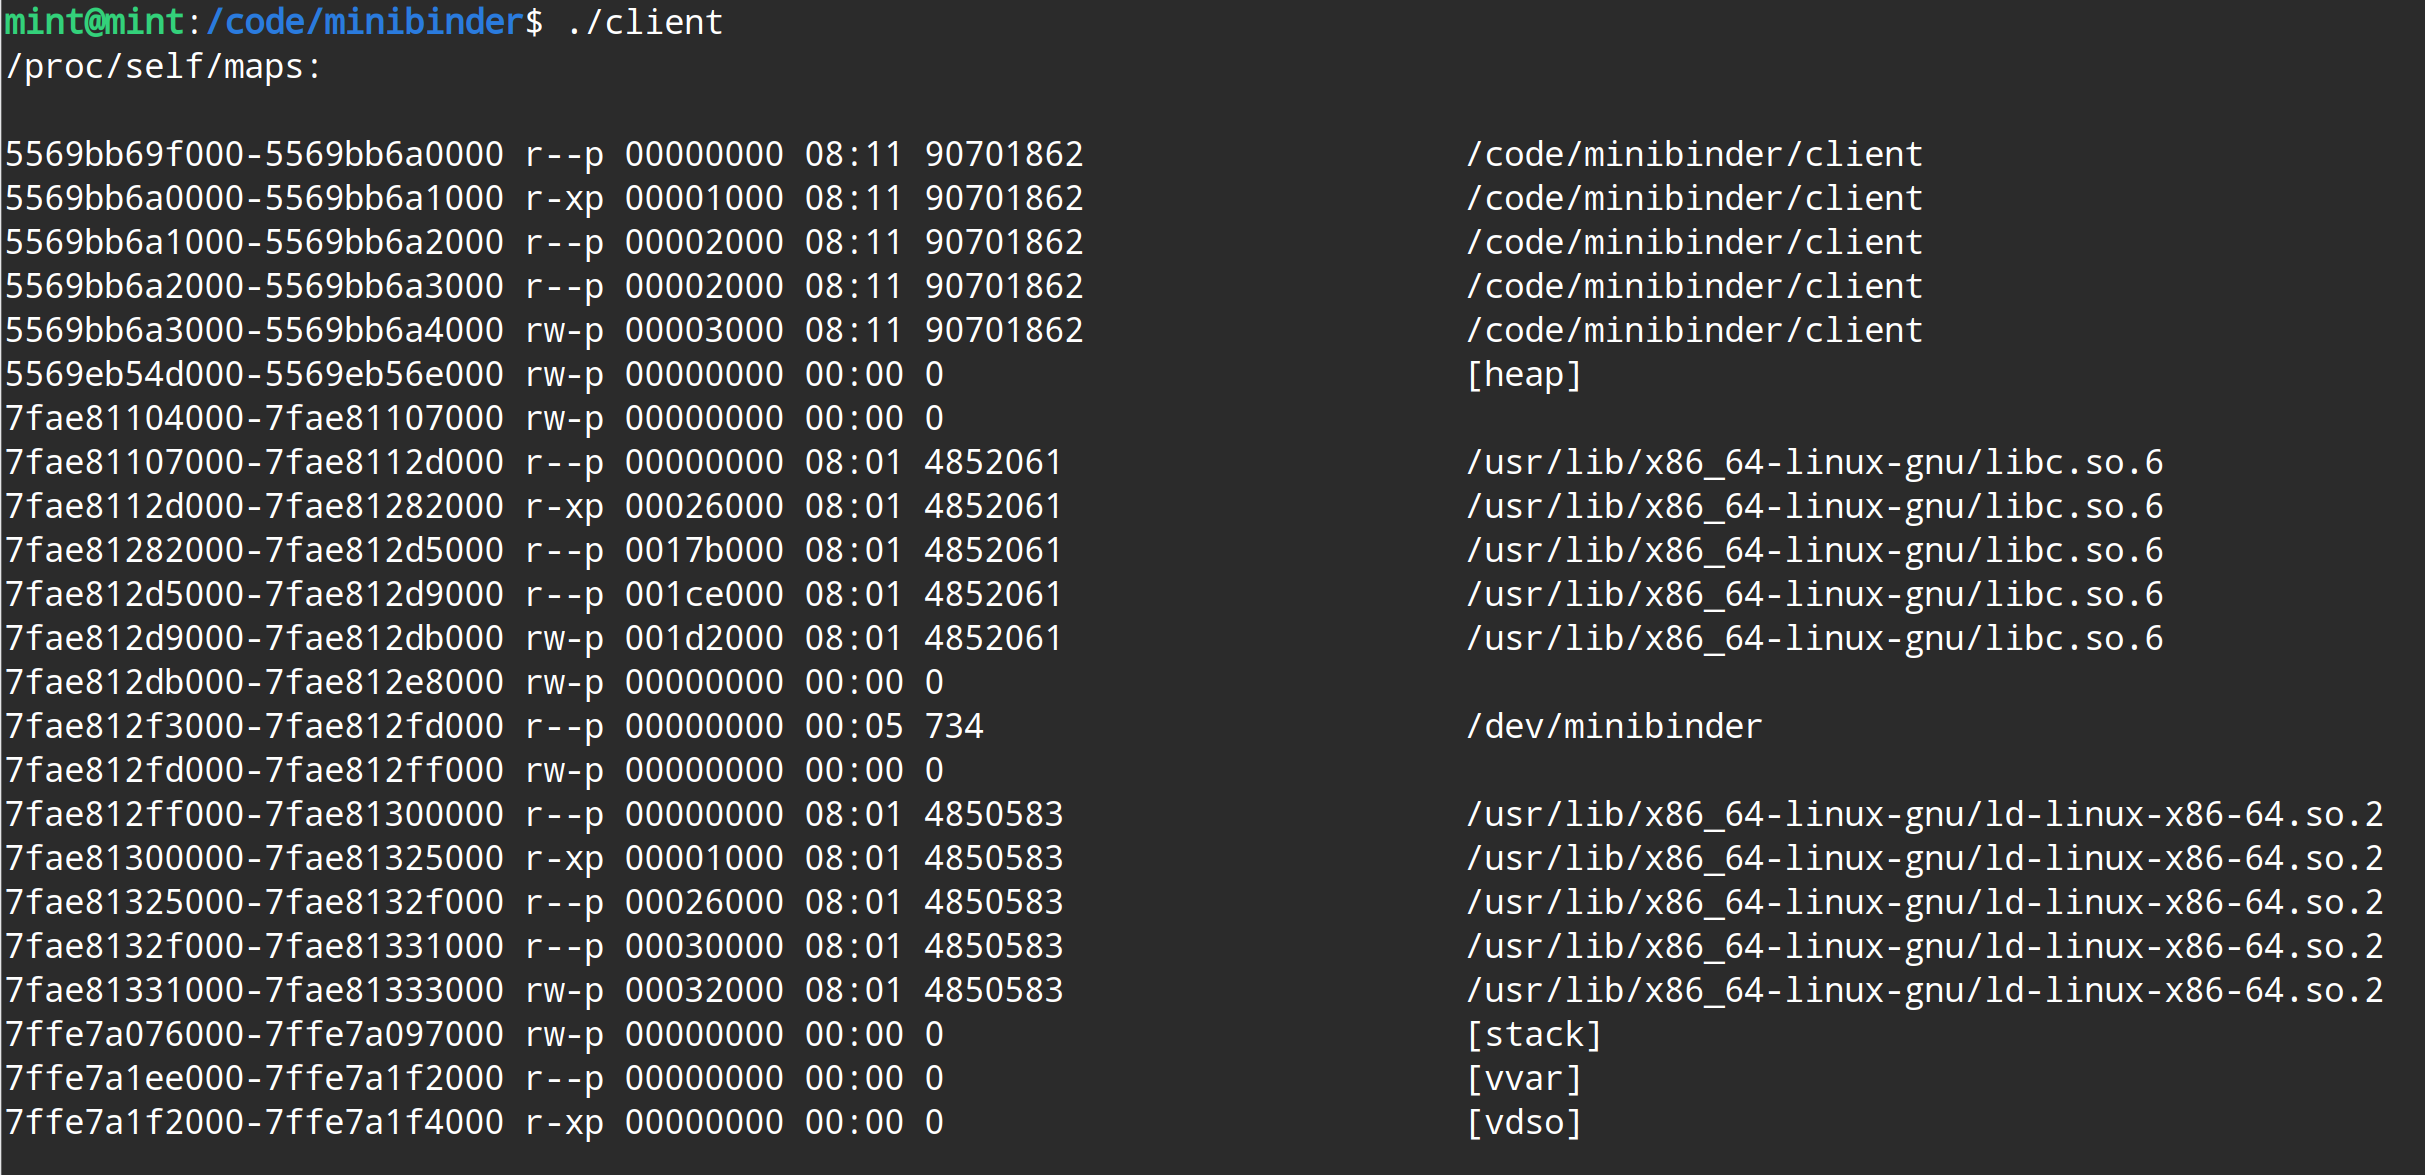 mint@mint:/code/minibinder$ ./client
/proc/self/maps:

5569bb69f000-5569bb6a0000 r--p 00000000 08:11 90701862 /code/minibinder/client
5569bb6a0000-5569bb6a1000 r-xp 00001000 08:11 90701862 /code/minibinder/client
5569bb6a1000-5569bb6a2000 r--p 00002000 08:11 90701862 /code/minibinder/client
5569bb6a2000-5569bb6a3000 r--p 00002000 08:11 90701862 /code/minibinder/client
5569bb6a3000-5569bb6a4000 rw-p 00003000 08:11 90701862 /code/minibinder/client
5569eb54d000-5569eb56e000 rw-p 00000000 00:00 0 [heap]
7fae81104000-7fae81107000 rw-p 00000000 00:00 0
7fae81107000-7fae8112d000 r--p 00000000 08:01 4852061 /usr/lib/x86_64-linux-gnu/libc.so.6
7fae8112d000-7fae81282000 r-xp 00026000 08:01 4852061 /usr/lib/x86_64-linux-gnu/libc.so.6
7fae81282000-7fae812d5000 r--p 0017b000 08:01 4852061 /usr/lib/x86_64-linux-gnu/libc.so.6
7fae812d5000-7fae812d9000 r--p 001ce000 08:01 4852061 /usr/lib/x86_64-linux-gnu/libc.so.6
7fae812d9000-7fae812db000 rw-p 001d2000 08:01 4852061 /usr/lib/x86_64-linux-gnu/libc.so.6
7fae812db000-7fae812e8000 rw-p 00000000 00:00 0
7fae812f3000-7fae812fd000 r--p 00000000 00:05 734 /dev/minibinder
7fae812fd000-7fae812ff000 rw-p 00000000 00:00 0
7fae812ff000-7fae81300000 r--p 00000000 08:01 4850583 /usr/lib/x86_64-linux-gnu/ld-linux-x86-64.so.2
7fae81300000-7fae81325000 r-xp 00001000 08:01 4850583 /usr/lib/x86_64-linux-gnu/ld-linux-x86-64.so.2
7fae81325000-7fae8132f000 r--p 00026000 08:01 4850583 /usr/lib/x86_64-linux-gnu/ld-linux-x86-64.so.2
7fae8132f000-7fae81331000 r--p 00030000 08:01 4850583 /usr/lib/x86_64-linux-gnu/ld-linux-x86-64.so.2
7fae81331000-7fae81333000 rw-p 00032000 08:01 4850583 /usr/lib/x86_64-linux-gnu/ld-linux-x86-64.so.2
7ffe7a076000-7ffe7a097000 rw-p 00000000 00:00 0 [stack]
7ffe7a1ee000-7ffe7a1f2000 r--p 00000000 00:00 0 [vvar]
7ffe7a1f2000-7ffe7a1f4000 r-xp 00000000 00:00 0 [vdso]